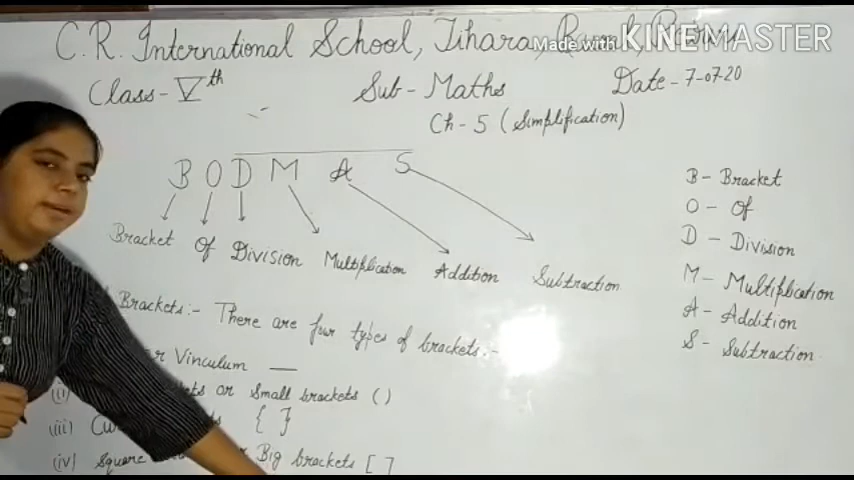 C.R. International School, Tihara,
Made with KINEMASTER
Class - Vth Sub - Maths Date - 7-07-20
Ch - 5 (Simplification)
B O D M A S
Bracket Of Division Multiplication Addition Subtraction
B - Bracket
O - Of
D - Division
M - Multiplication
A - Addition
S - Subtraction
Brackets:- There are four types of brackets:-
or Vinculum —
(ii) or Small brackets ( )
(iii) { }
(iv) Square Big brackets [ ]